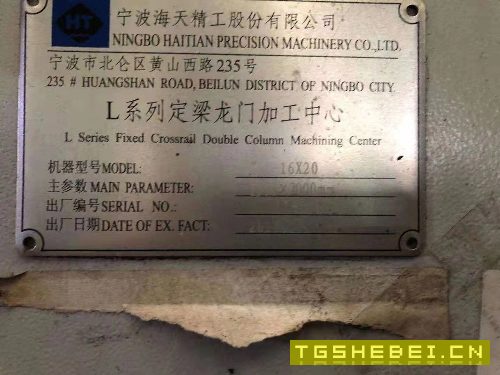 HT
宁波海天精工股份有限公司
NINGBO HAITIAN PRECISION MACHINERY CO.,LTD.
宁波市北仑区黄山西路235号
235 # HUANGSHAN ROAD, BEILUN DISTRICT OF NINGBO CITY.
L系列定梁龙门加工中心
L Series Fixed Crossrail Double Column Machining Center
机器型号MODEL: 16X20
主参数MAIN PARAMETER:
出厂编号SERIAL NO.:
出厂日期DATE OF EX. FACT:
TGSHEBEI.CN